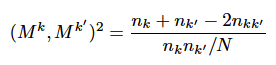 (M^k, M^{k'})^2 = \frac{n_k + n_{k'} - 2n_{kk'}}{n_k n_{k'}/N}